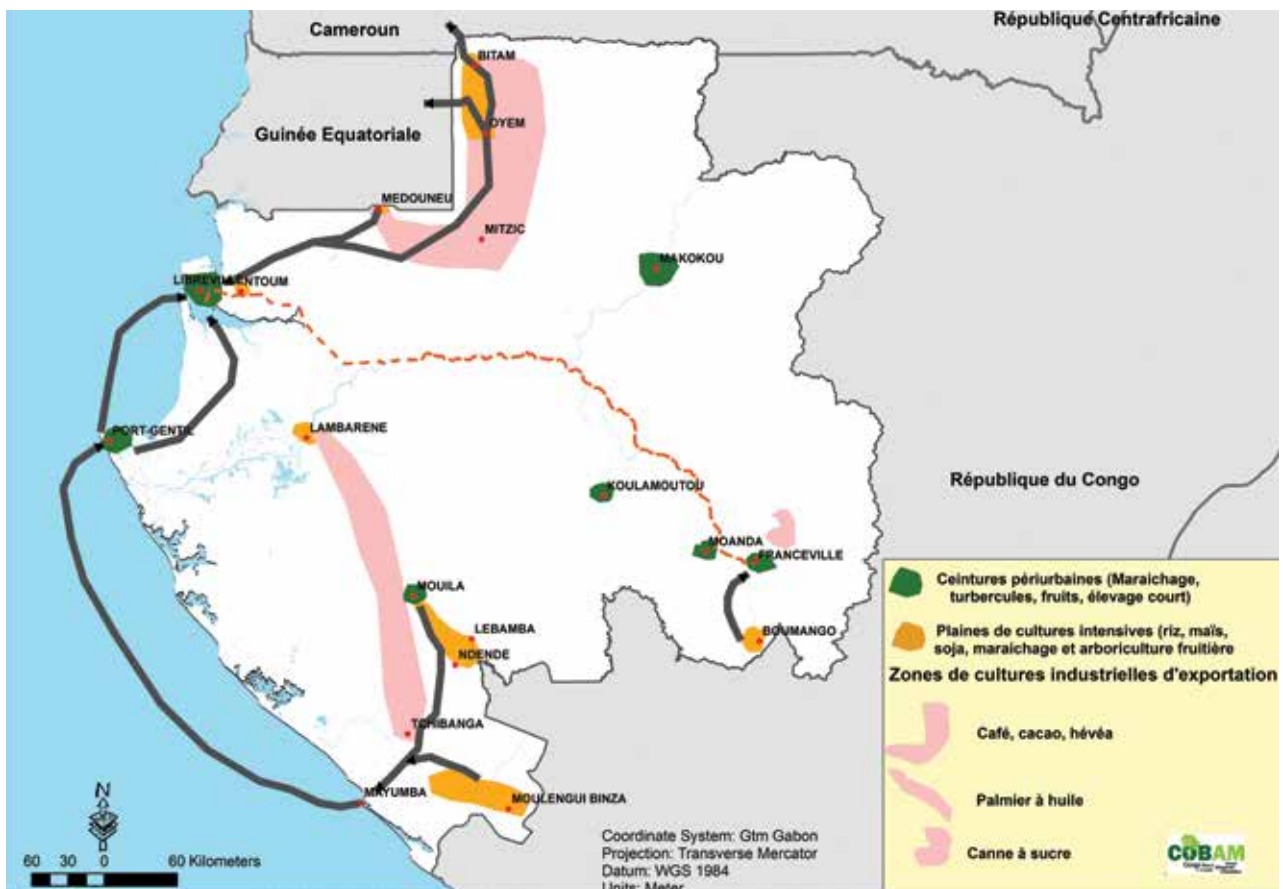 Cameroun
République Centrafricaine
BITAM
Guinée Equatoriale
OYEM
MEDOUNEU
MITZIC
MAKOKOU
LIBREVILLE
NTOUM
PORT-GENTIL
LAMBARENE
République du Congo
KOULAMOUTOU
MOANDA
FRANCEVILLE
MOUILA
LEBAMBA
BOUMANGO
NDENDE
TCHIBANGA
MAYUMBA
MOULENGUI BINZA
Ceintures périurbaines (Maraichage,
turbercules, fruits, élevage court)
Plaines de cultures intensives (riz, maïs,
soja, maraichage et arboriculture fruitière
Zones de cultures industrielles d'exportation
Café, cacao, hévéa
Palmier à huile
Canne à sucre
COBAM
N
60 30 0 60 Kilometers
Coordinate System: Gtm Gabon
Projection: Transverse Mercator
Datum: WGS 1984
Units: Meter